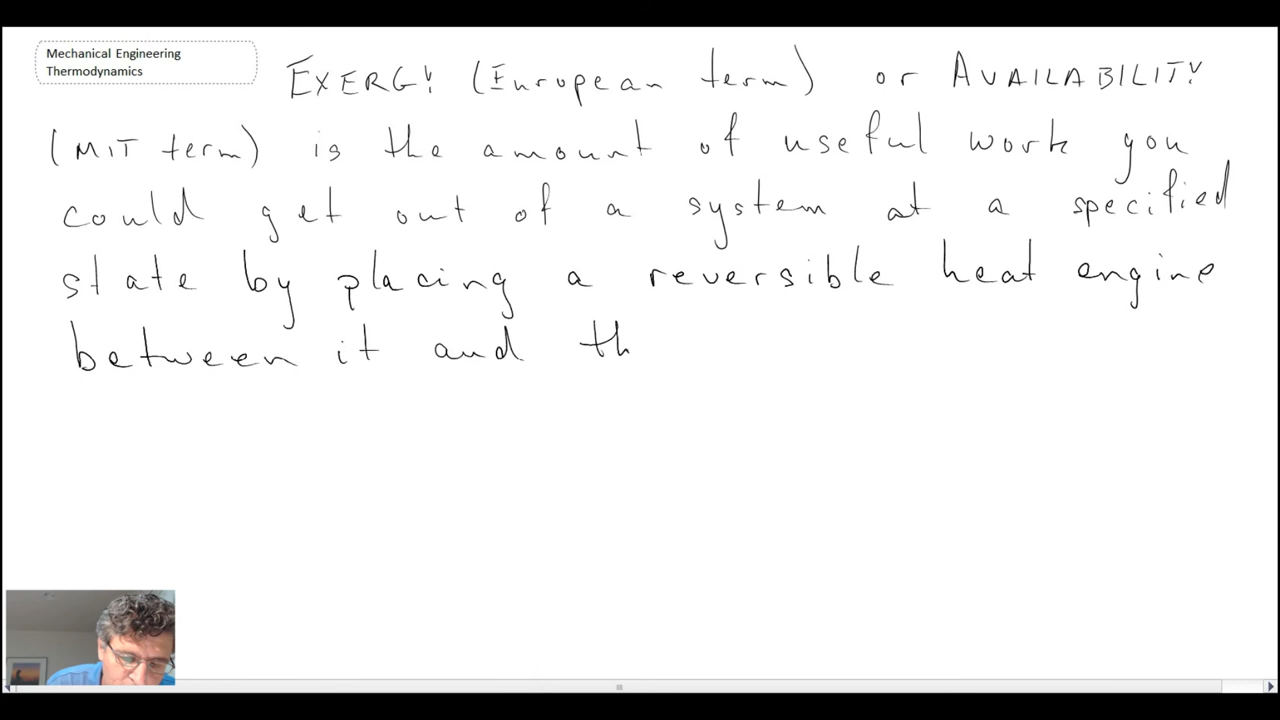 Mechanical Engineering
Thermodynamics
EXERGY (European term) or AVAILABILITY
(MIT term) is the amount of useful work you
could get out of a system at a specified
state by placing a reversible heat engine
between it and th